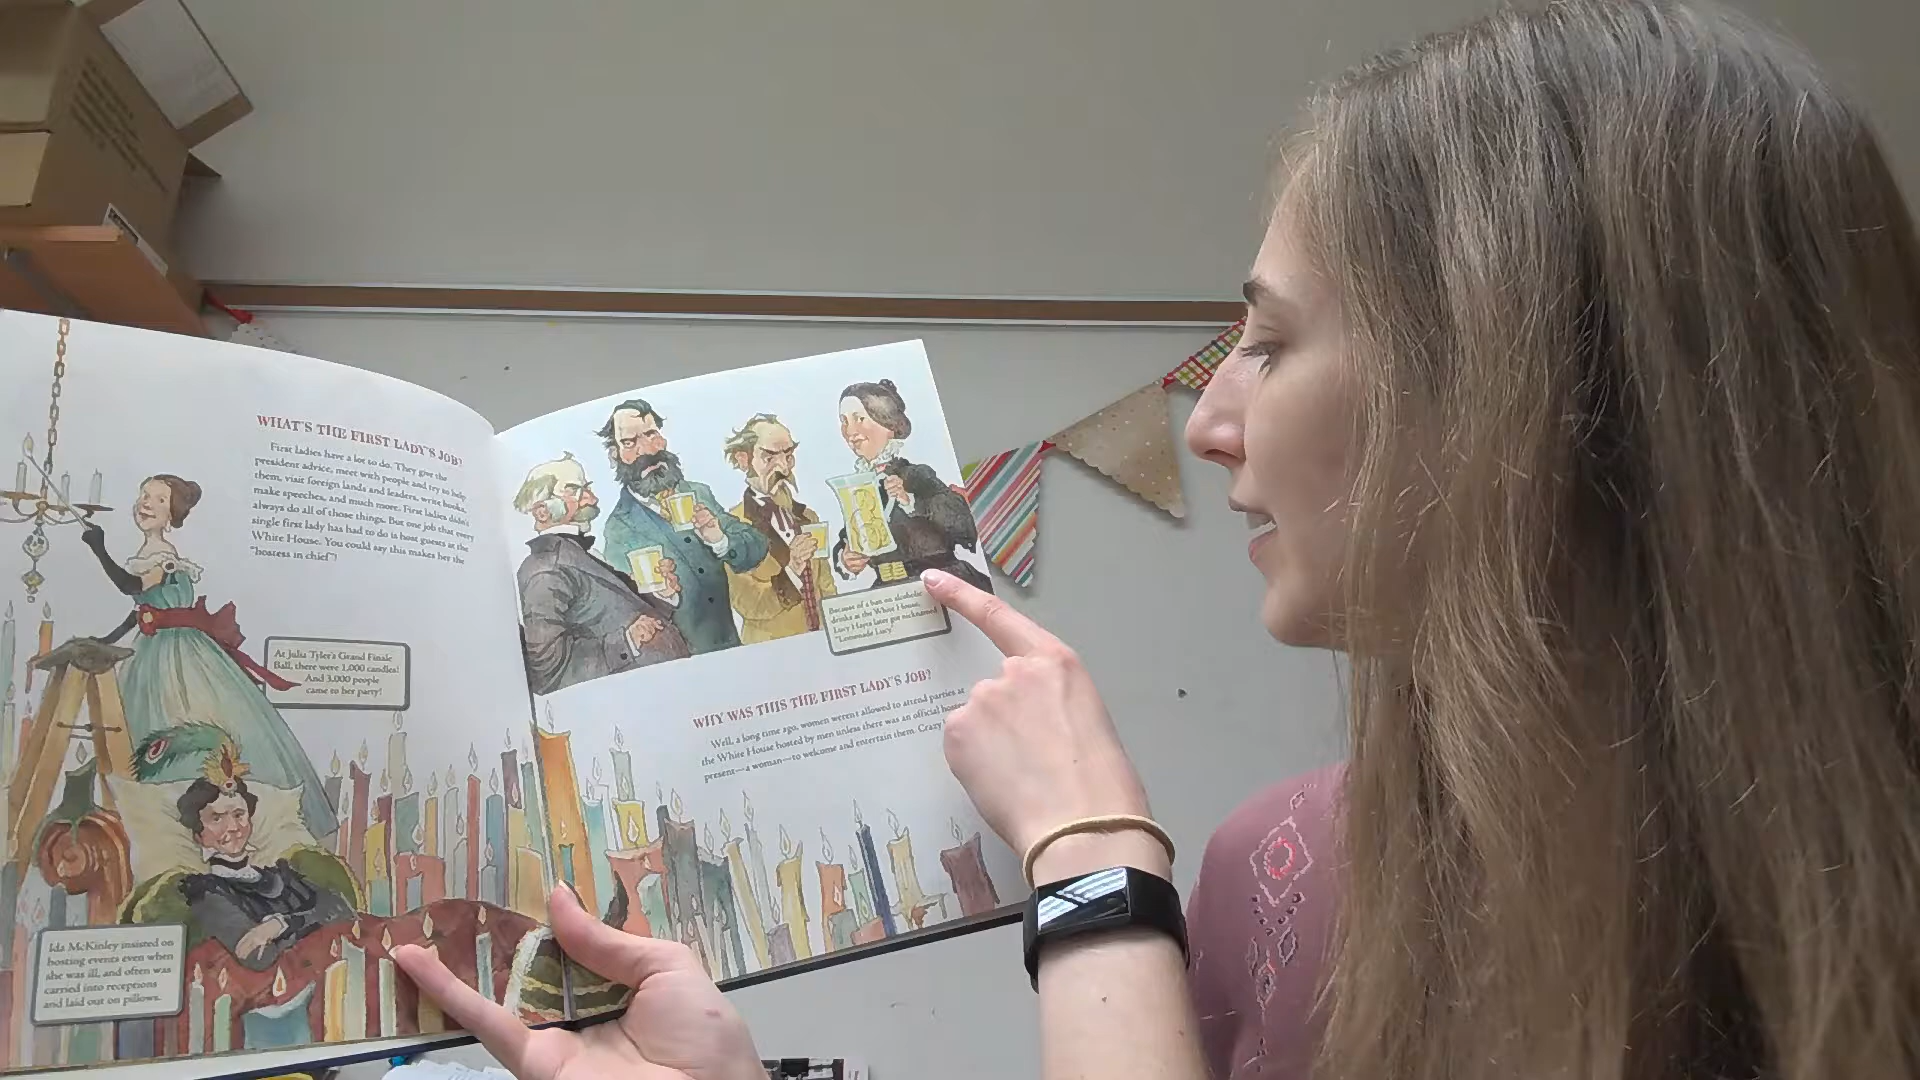 WHAT'S THE FIRST LADY'S JOB?
First ladies have a lot to do. They give the
president advice, meet with people and try to help
them, visit foreign lands and leaders, write books,
make speeches, and much more. First ladies didn't
always do all of those things. But one job that every
single first lady has had to do is host guests at the
White House. You could say this makes her the
"hostess in chief"!
At Julia Tyler's Grand Finale
Ball, there were 1,000 candles!
And 3,000 people
came to her party!
Ida McKinley insisted on
hosting events even when
she was ill, and often was
carried into receptions
and laid out on pillows.
Because of a ban on alcoholic
drinks at the White House,
Lucy Hayes later got nicknamed
"Lemonade Lucy."
WHY WAS THIS THE FIRST LADY'S JOB?
Well, a long time ago, women weren't allowed to attend parties at
the White House hosted by men unless there was an official hostess
present—a woman—to welcome and entertain them. Crazy